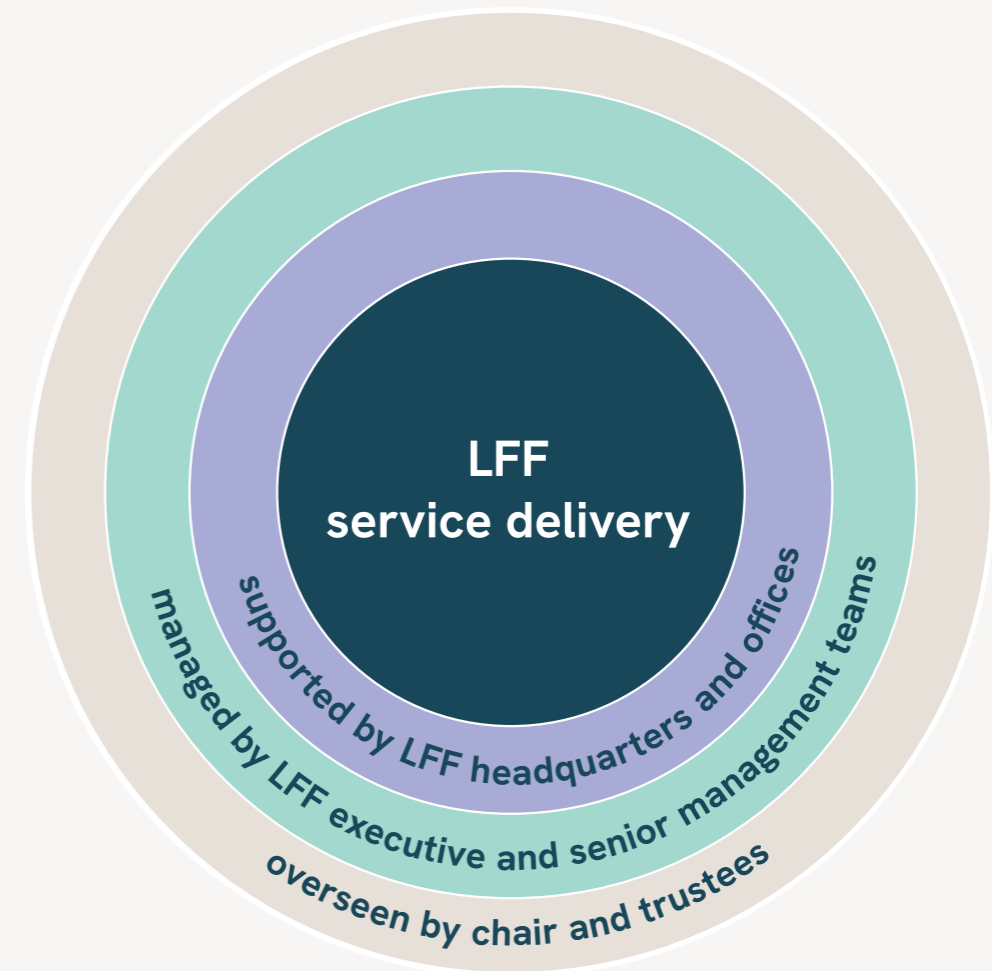 LFF
service delivery
supported by LFF headquarters and offices
managed by LFF executive and senior management teams
overseen by chair and trustees